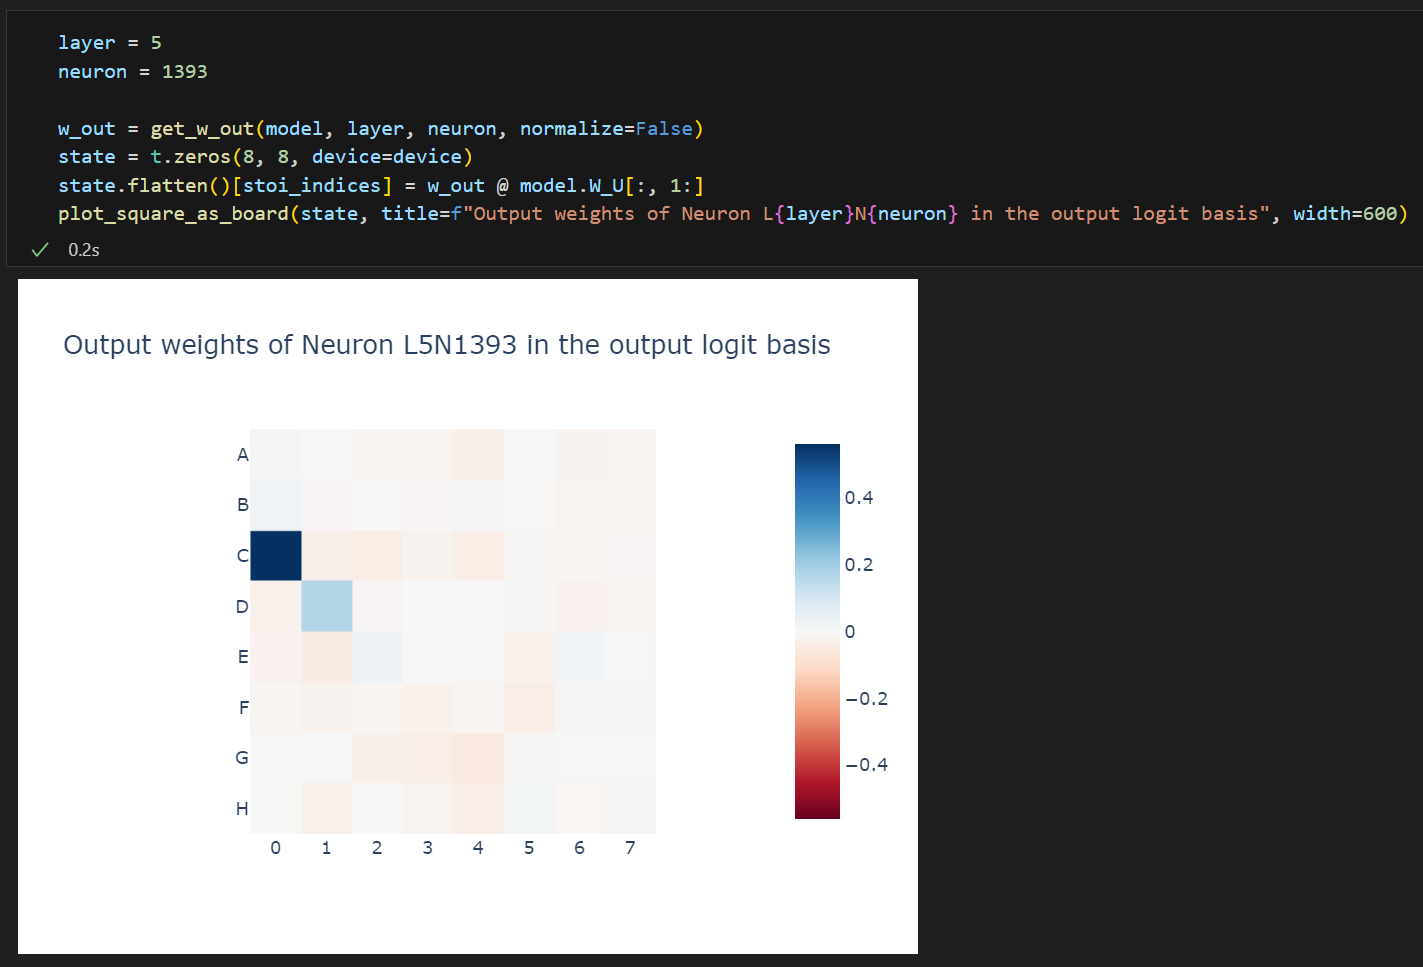 layer = 5
neuron = 1393
w_out = get_w_out(model, layer, neuron, normalize=False)
state = t.zeros(8, 8, device=device)
state.flatten()[stoi_indices] = w_out @ model.W_U[:, 1:]
plot_square_as_board(state, title=f"Output weights of Neuron L{layer}N{neuron} in the output logit basis", width=600)
0.2s
Output weights of Neuron L5N1393 in the output logit basis
A
B
C
D
E
F
G
H
0 1 2 3 4 5 6 7
0.4
0.2
0
−0.2
−0.4